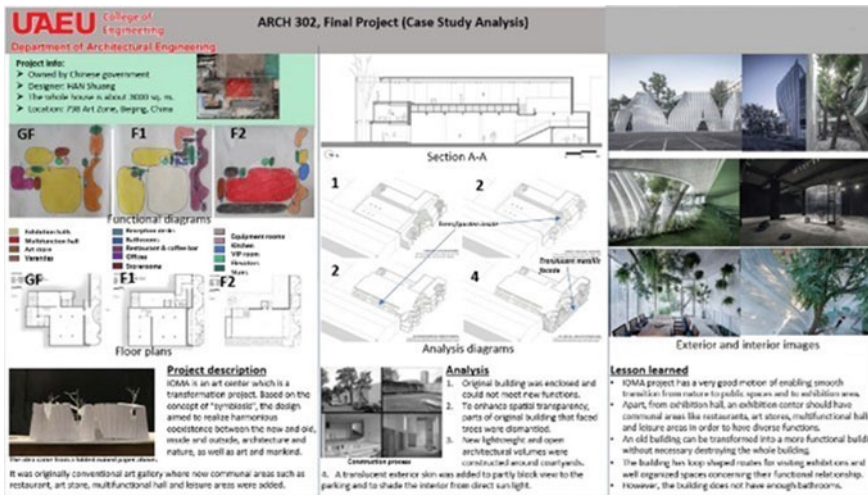 UAEU College of
Engineering
Department of Architectural Engineering
ARCH 302, Final Project (Case Study Analysis)
Project info:
Owned by Chinese government
Designer: HAN Shuang
The whole house is about 3000 sq. m.
Location: 798 Art Zone, Beijing, China
GF
F1
F2
Functional diagrams
Exhibition halls
Multifunction hall
Art store
Varandas
Reception desks
Bathrooms
Restaurant & coffee bar
Offices
Storerooms
Equipment rooms
Kitchen
VIP room
Elevators
Stairs
GF
F1
F2
Floor plans
Project description
IOMA is an art center which is a
transformation project. Based on the
concept of "symbiosis", the design
aimed to realize harmonious
coexistence between the new and old,
inside and outside, architecture and
nature, as well as art and mankind.
The idea came from a folded
It was originally conventional art gallery where new communal areas such as
restaurant, art store, multifunctional hall and leisure areas were added.
Section A-A
1
2
2
4
Translucent metallic
facade
Analysis diagrams
Construction process
Analysis
1. Original building was enclosed and
could not meet new functions.
2. To enhance spatial transparency,
parts of original building that faced
trees were dismantled.
3. New lightweight and open
architectural volumes were
constructed around courtyards.
4. A translucent exterior skin was added to partly block view to the
parking and to shade the interior from direct sun light.
Exterior and interior images
Lesson learned
IOMA project has a very good motion of enabling smooth
transition from nature to public spaces and to exhibition area.
Apart, from exhibition hall, an exhibition center should have
communal areas like restaurants, art stores, multifunctional hall
and leisure areas in order to have diverse functions.
An old building can be transformed into a more functional build
without necessary destroying the whole building.
The building has loop-shaped routes for visiting exhibitions and
well organized spaces concerning their functional relationship.
However, the building does not have enough bathrooms.